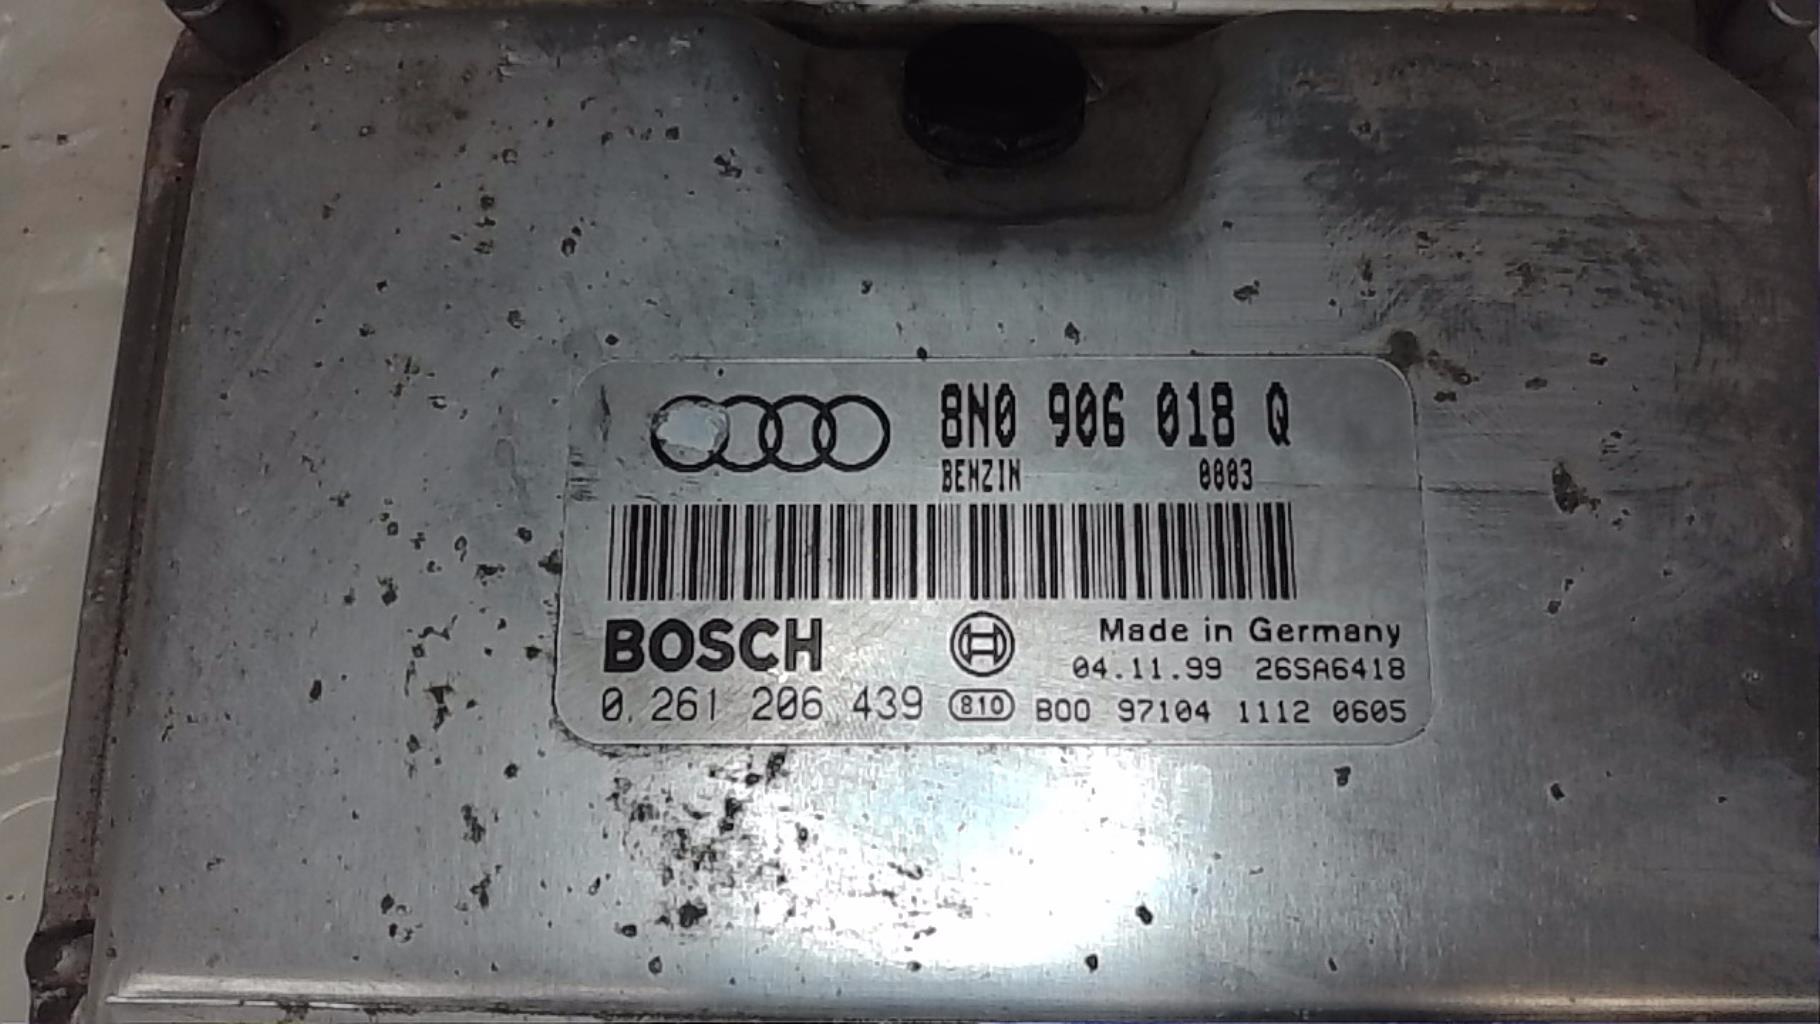 8N0 906 018 Q
BENZIN 0003
BOSCH
Made in Germany
04.11.99 26SA6418
0 261 206 439 810 B00 97104 1112 0605